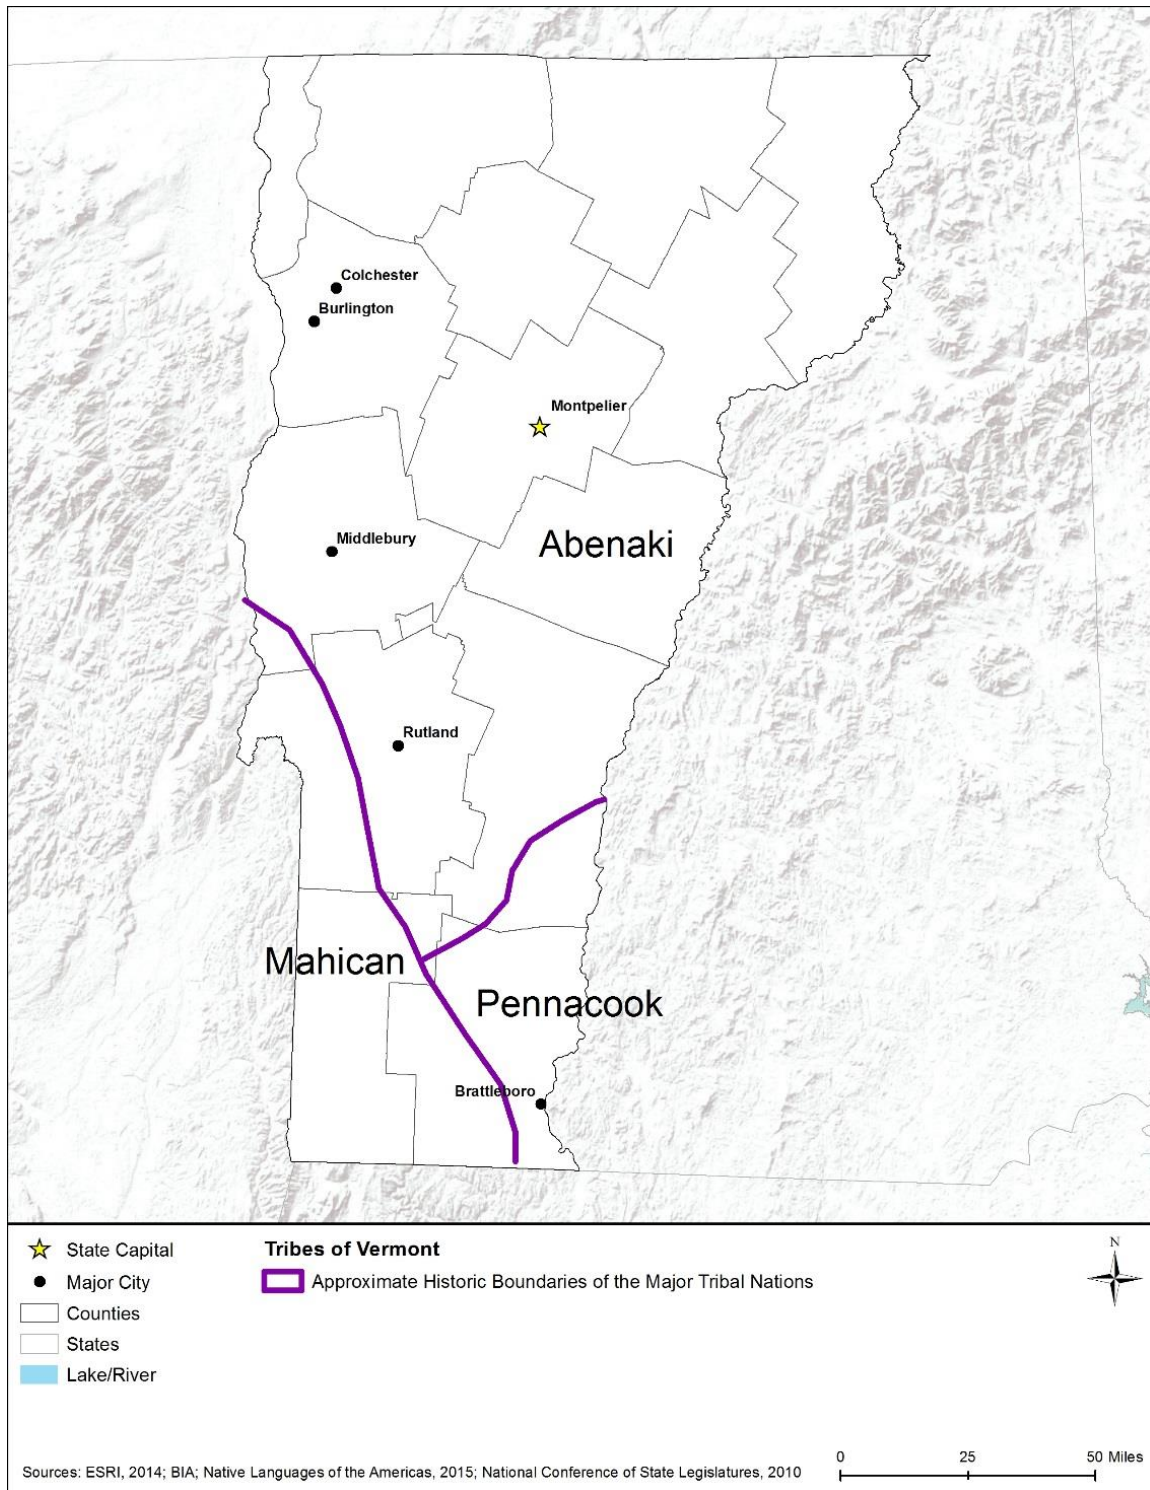 Colchester
Burlington
Montpelier
Middlebury
Abenaki
Rutland
Mahican
Pennacook
Brattleboro
State Capital
Major City
Counties
States
Lake/River
Tribes of Vermont
Approximate Historic Boundaries of the Major Tribal Nations
N
0 25 50 Miles
Sources: ESRI, 2014; BIA; Native Languages of the Americas, 2015; National Conference of State Legislatures, 2010